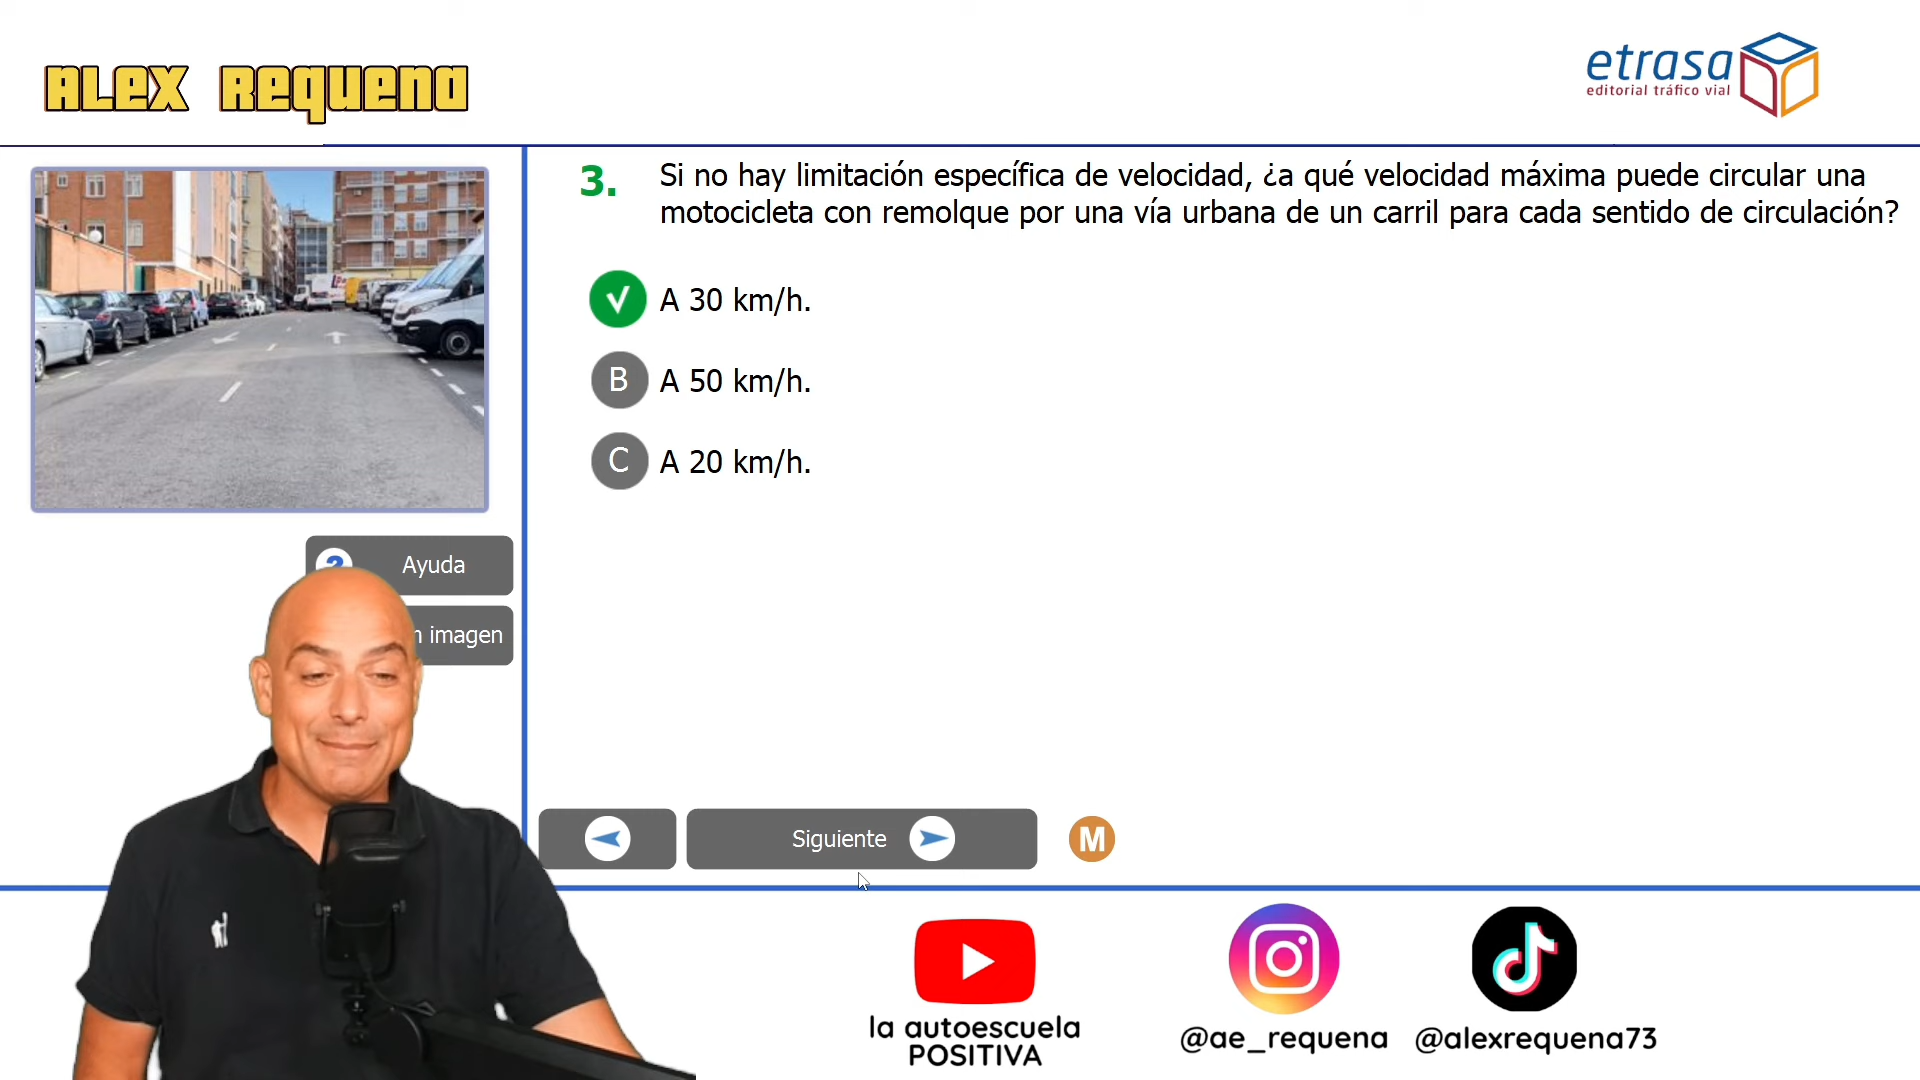 ALEX REQUENA
etrasa
editorial tráfico vial
3.
Si no hay limitación específica de velocidad, ¿a qué velocidad máxima puede circular una
motocicleta con remolque por una vía urbana de un carril para cada sentido de circulación?
A 30 km/h.
B A 50 km/h.
C A 20 km/h.
? Ayuda
n imagen
Siguiente
M
la autoescuela
POSITIVA
@ae_requena
@alexrequena73